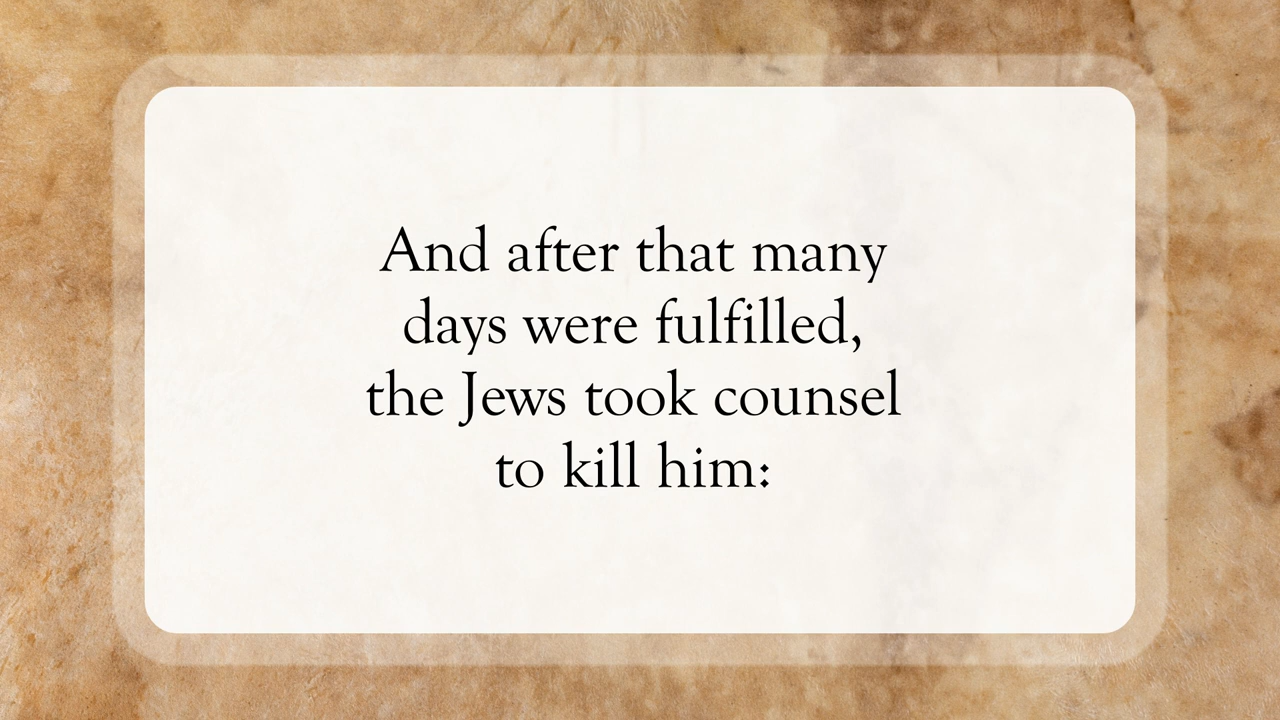 And after that many
days were fulfilled,
the Jews took counsel
to kill him: